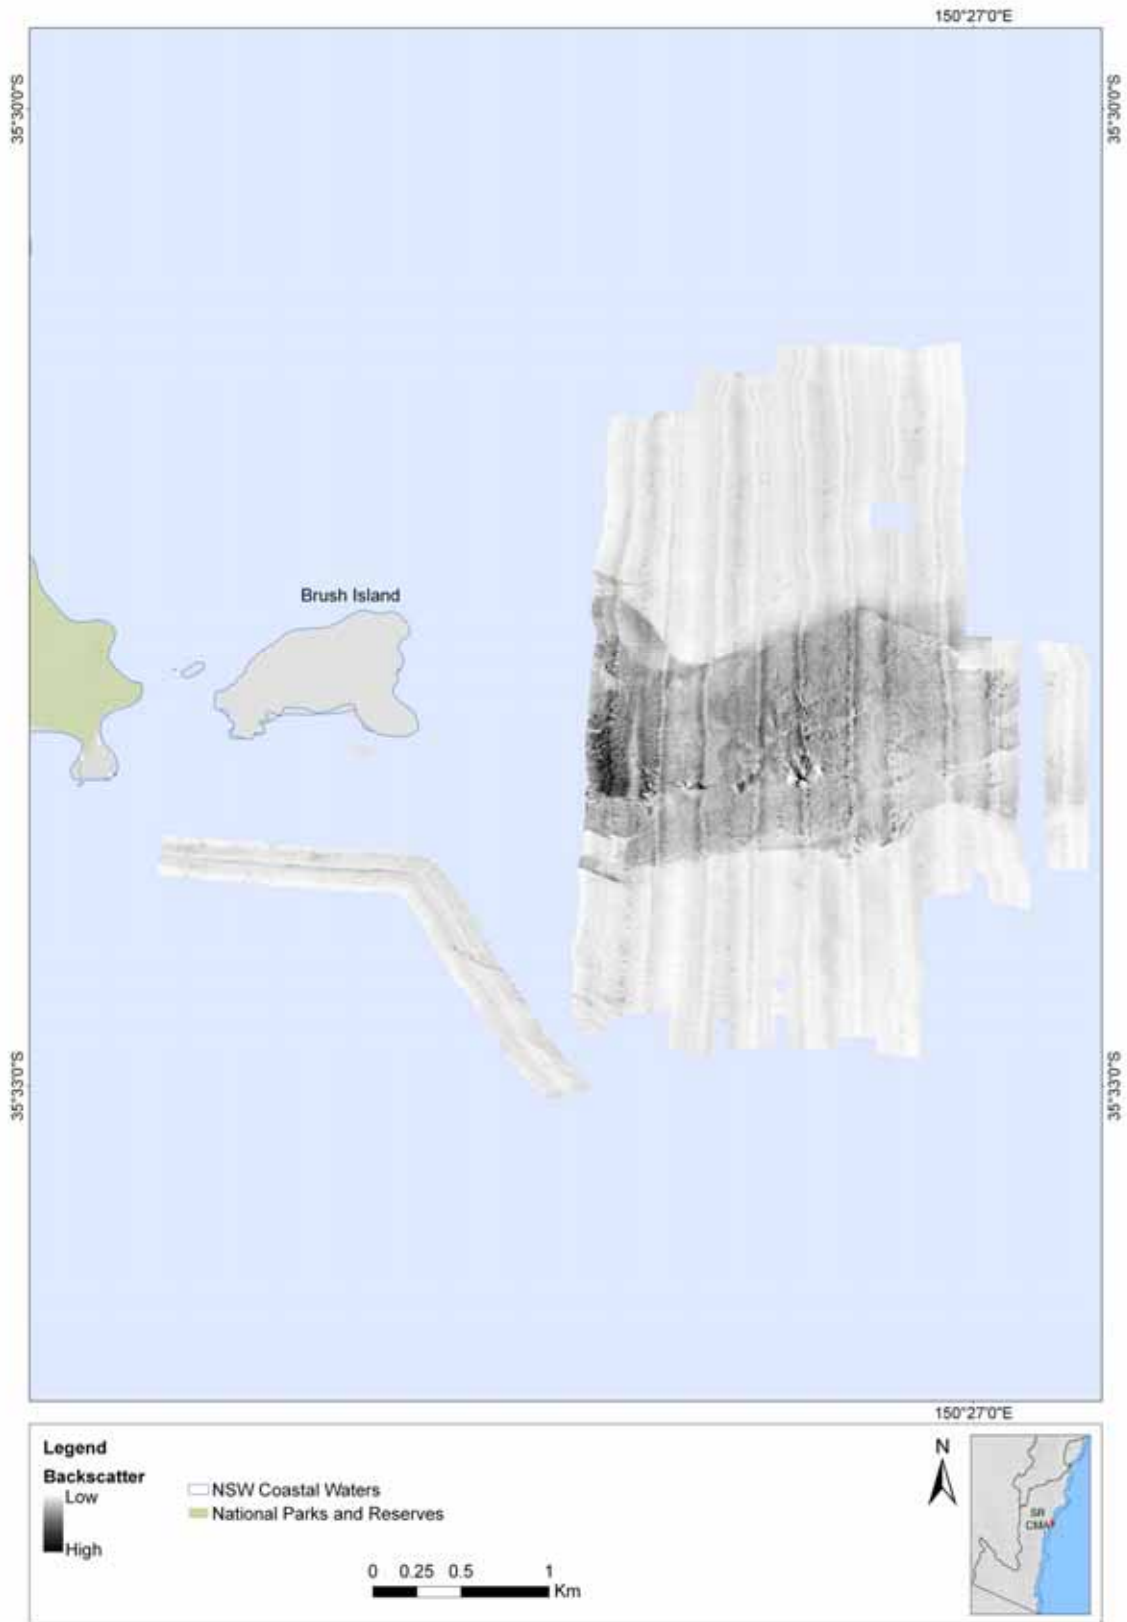 150°27'0"E
35°30'0"S
35°30'0"S
Brush Island
35°33'0"S
35°33'0"S
150°27'0"E
Legend
Backscatter
Low
High
NSW Coastal Waters
National Parks and Reserves
0 0.25 0.5 1
Km
N
SR
CMA